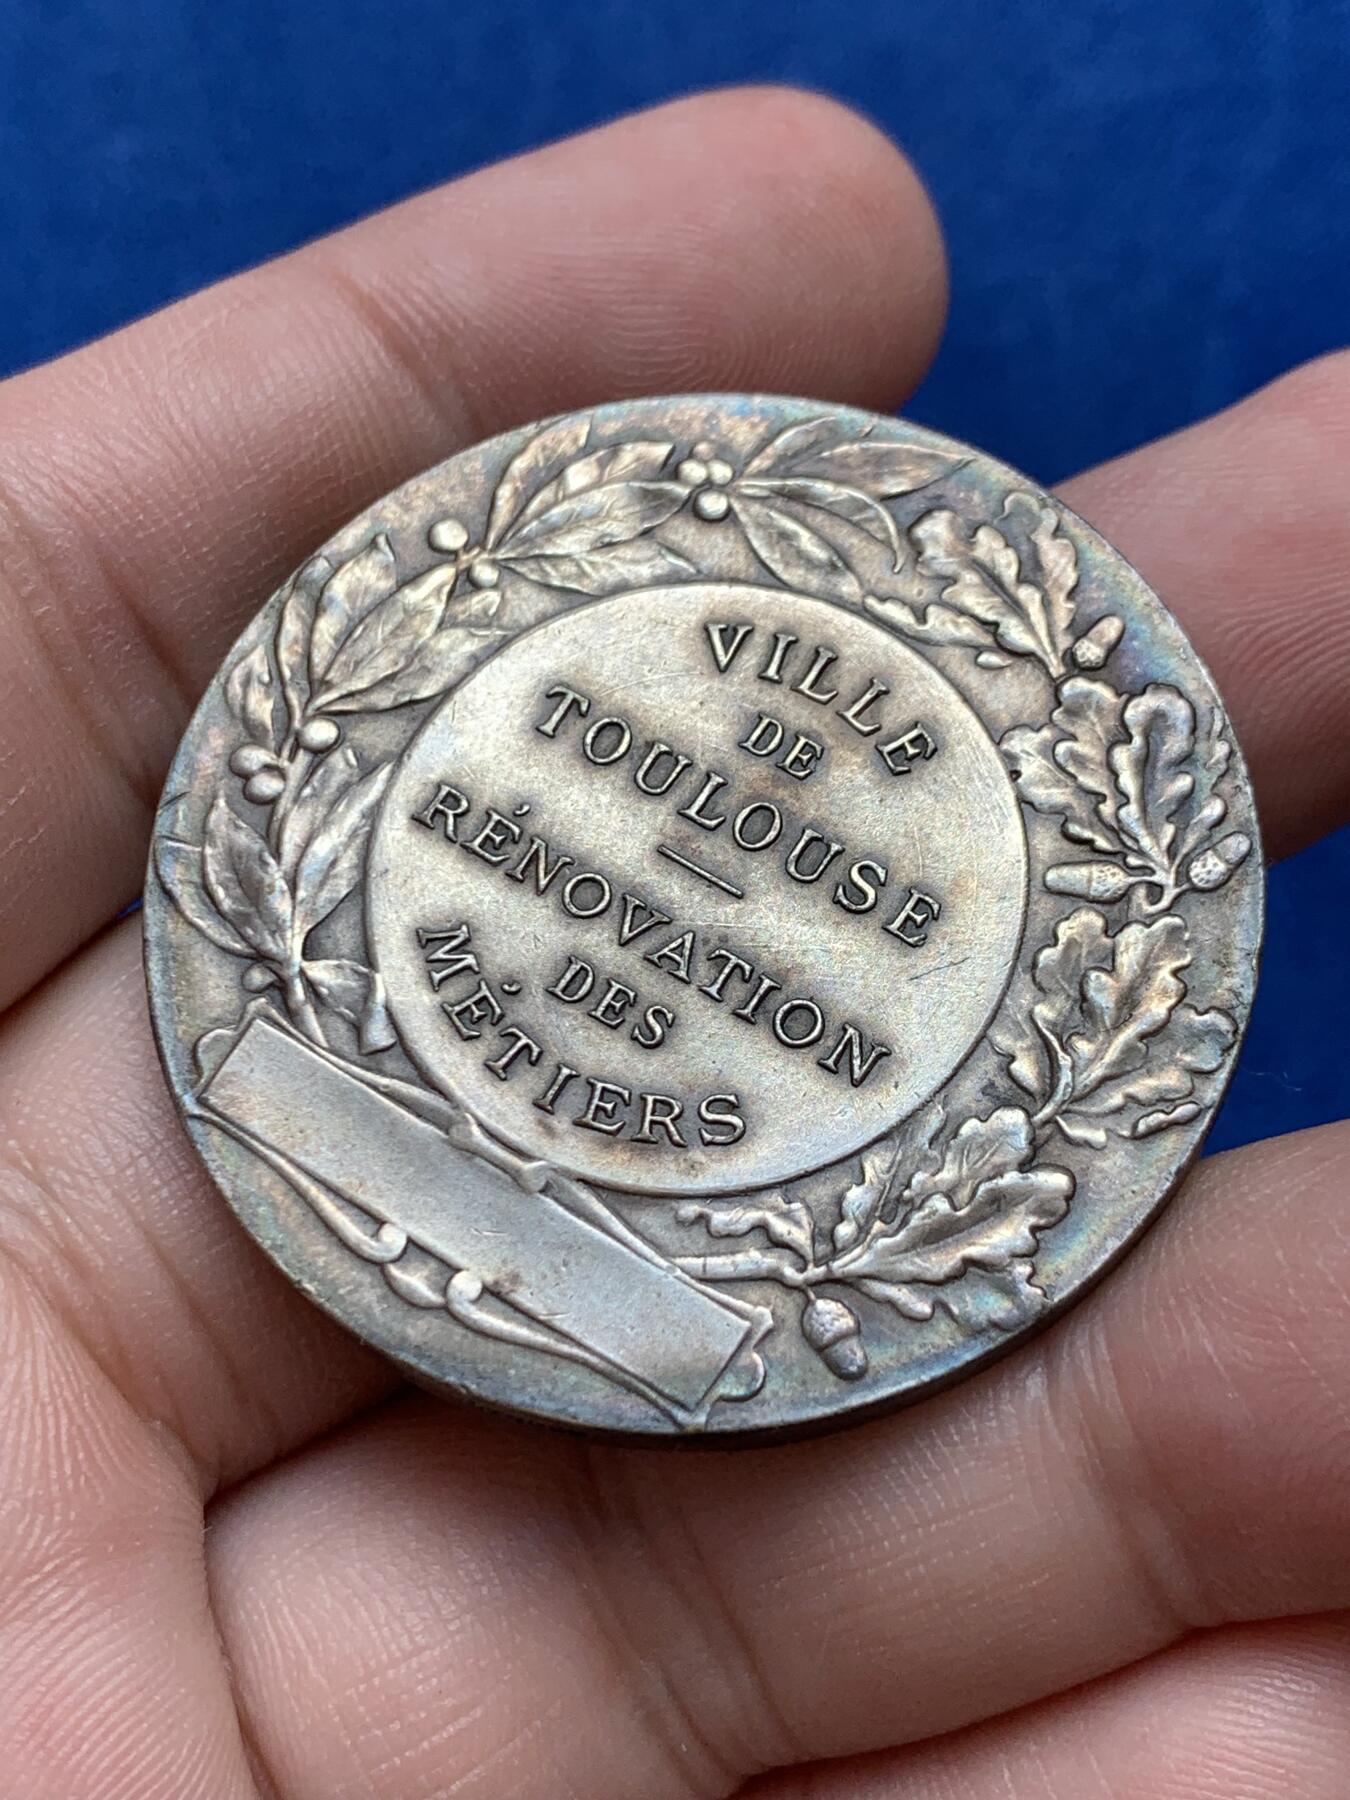 VILLE
DE
TOULOUSE
RÉNOVATION
DES
MÉTIERS